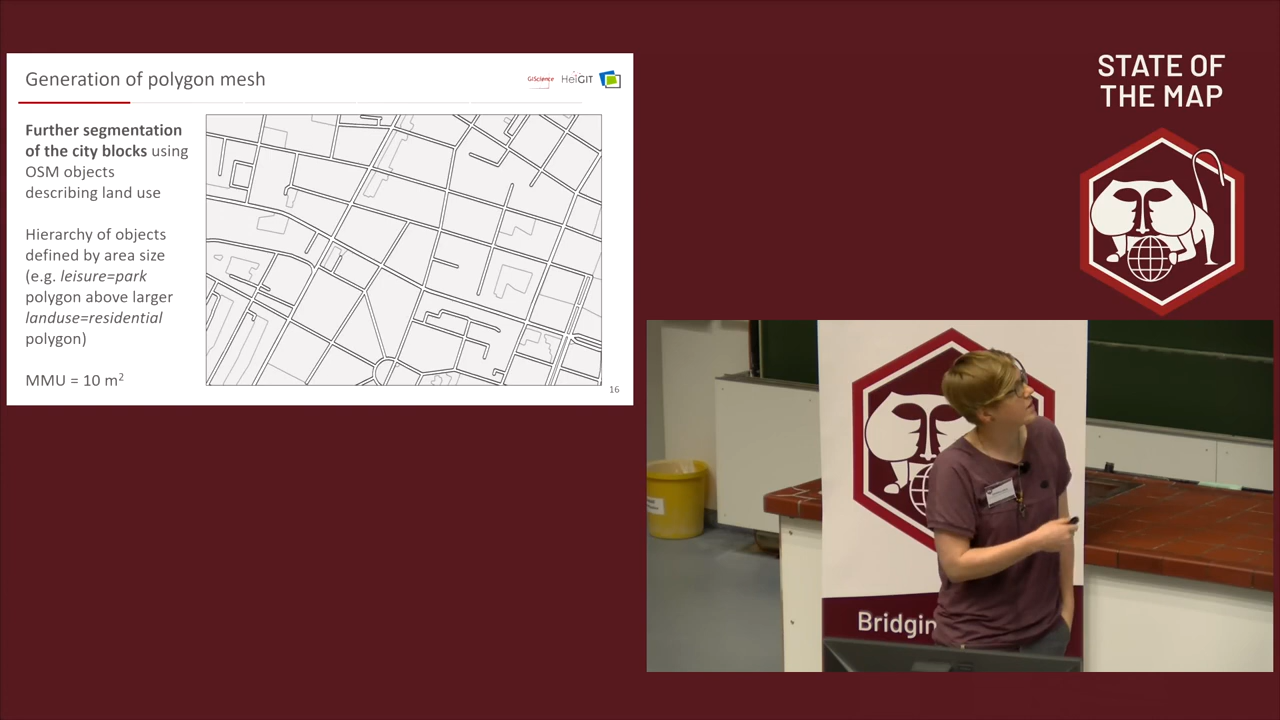 Generation of polygon mesh
GIScience HeiGIT
Further segmentation
of the city blocks using
OSM objects
describing land use
Hierarchy of objects
defined by area size
(e.g. leisure=park
polygon above larger
landuse=residential
polygon)
MMU = 10 m²
16
STATE OF
THE MAP
Bridgin